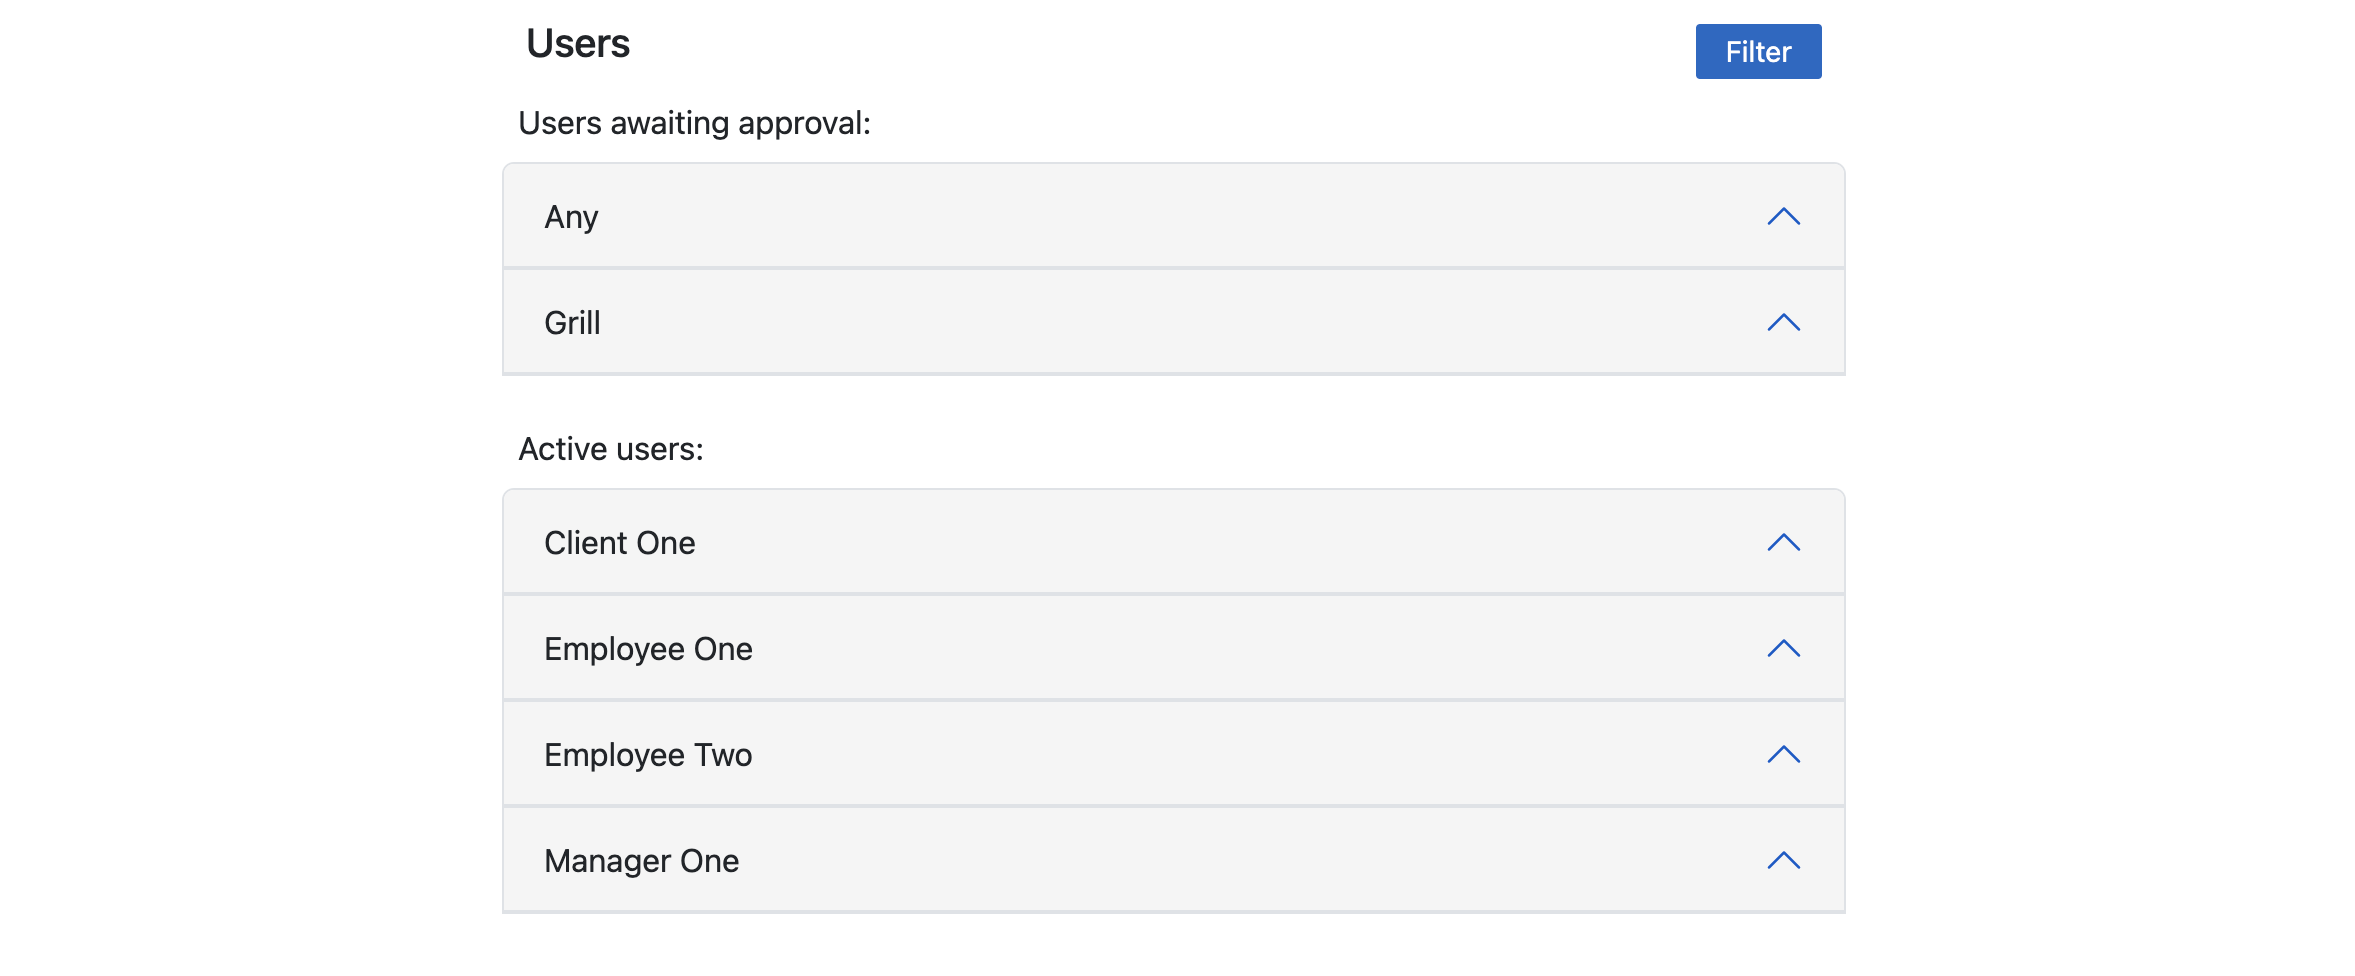 Users
Filter
Users awaiting approval:
Any
Grill
Active users:
Client One
Employee One
Employee Two
Manager One